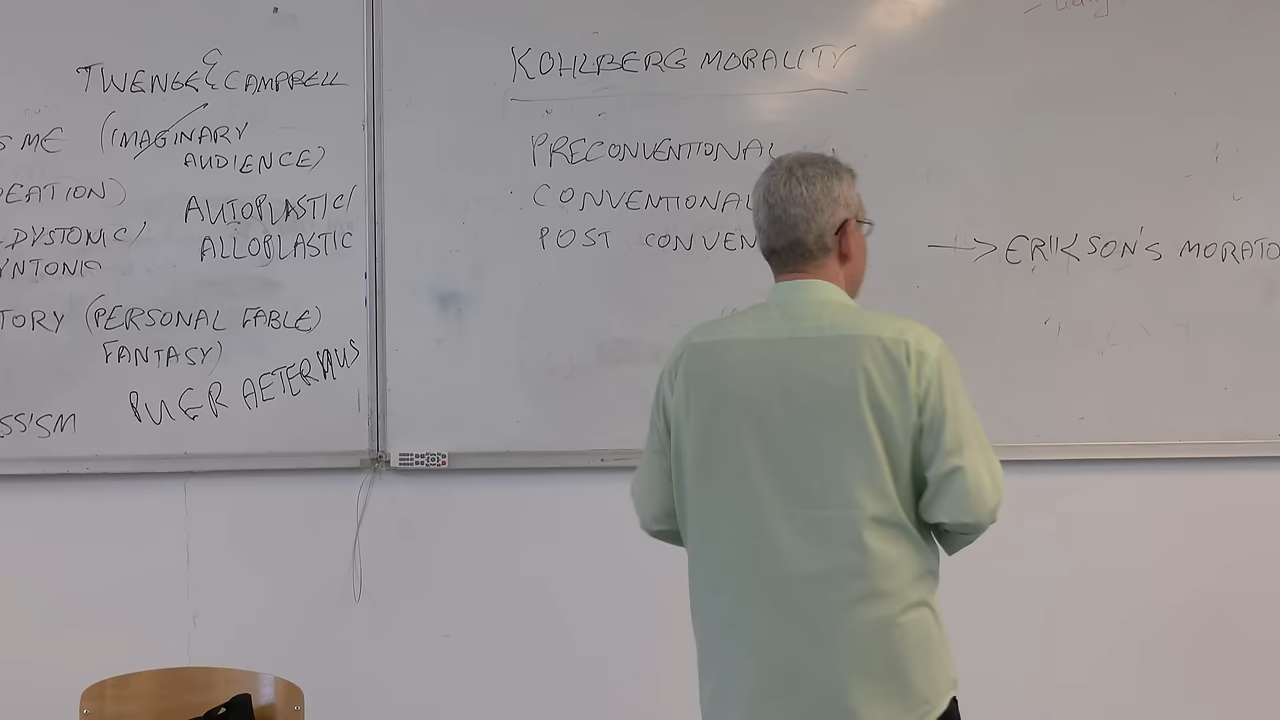 TWENGE & CAMPBELL
SME (IMAGINARY
AUDIENCE)
EATION)
AUTOPLASTIC/
DYSTONIC/ ALLOPLASTIC
YNTONIC
TORY (PERSONAL FABLE)
FANTASY)
PUER AETERNUS
SSISM
KOHLBERG MORALITY
PRECONVENTIONAL
CONVENTIONAL
POST CONVEN
→ ERIKSON'S MORATO